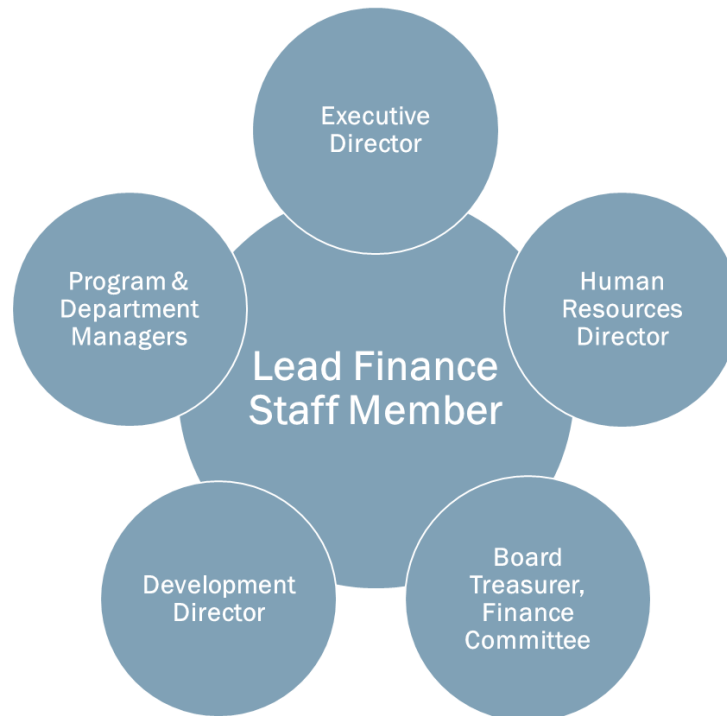 Executive
Director
Program &
Department
Managers
Human
Resources
Director
Lead Finance
Staff Member
Development
Director
Board
Treasurer,
Finance
Committee